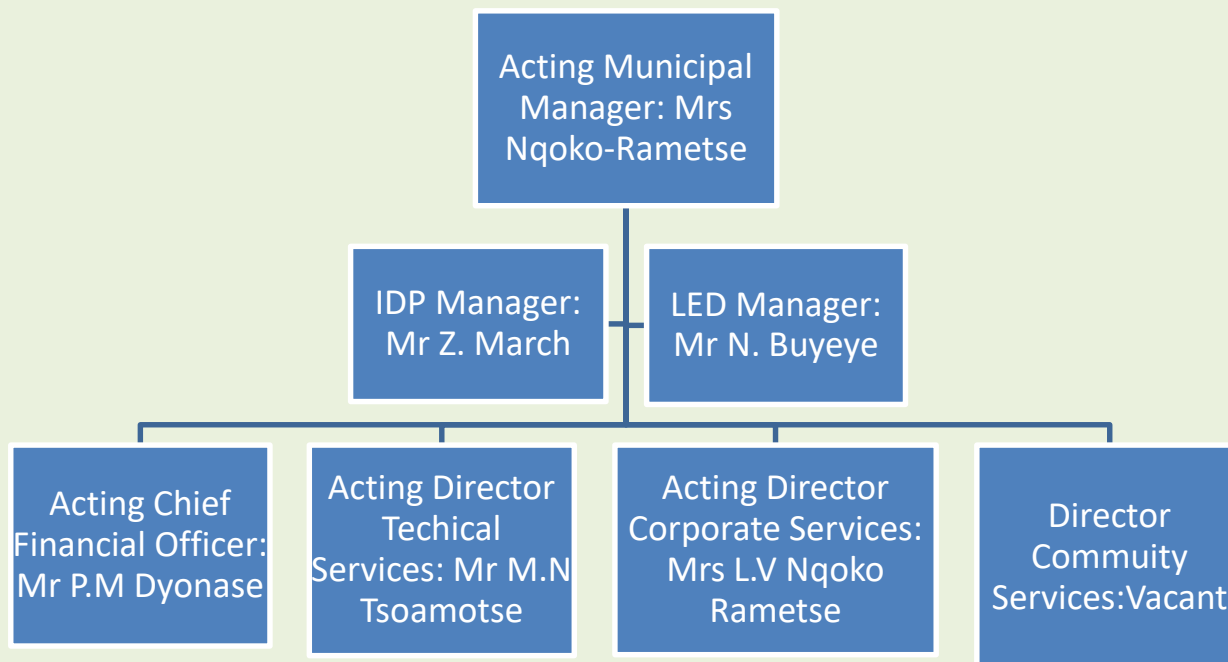 Acting Municipal
Manager: Mrs
Nqoko-Rametse
IDP Manager:
Mr Z. March
LED Manager:
Mr N. Buyeye
Acting Chief
Financial Officer:
Mr P.M Dyonase
Acting Director
Techical
Services: Mr M.N
Tsoamotse
Acting Director
Corporate Services:
Mrs L.V Nqoko
Rametse
Director
Commuity
Services:Vacant